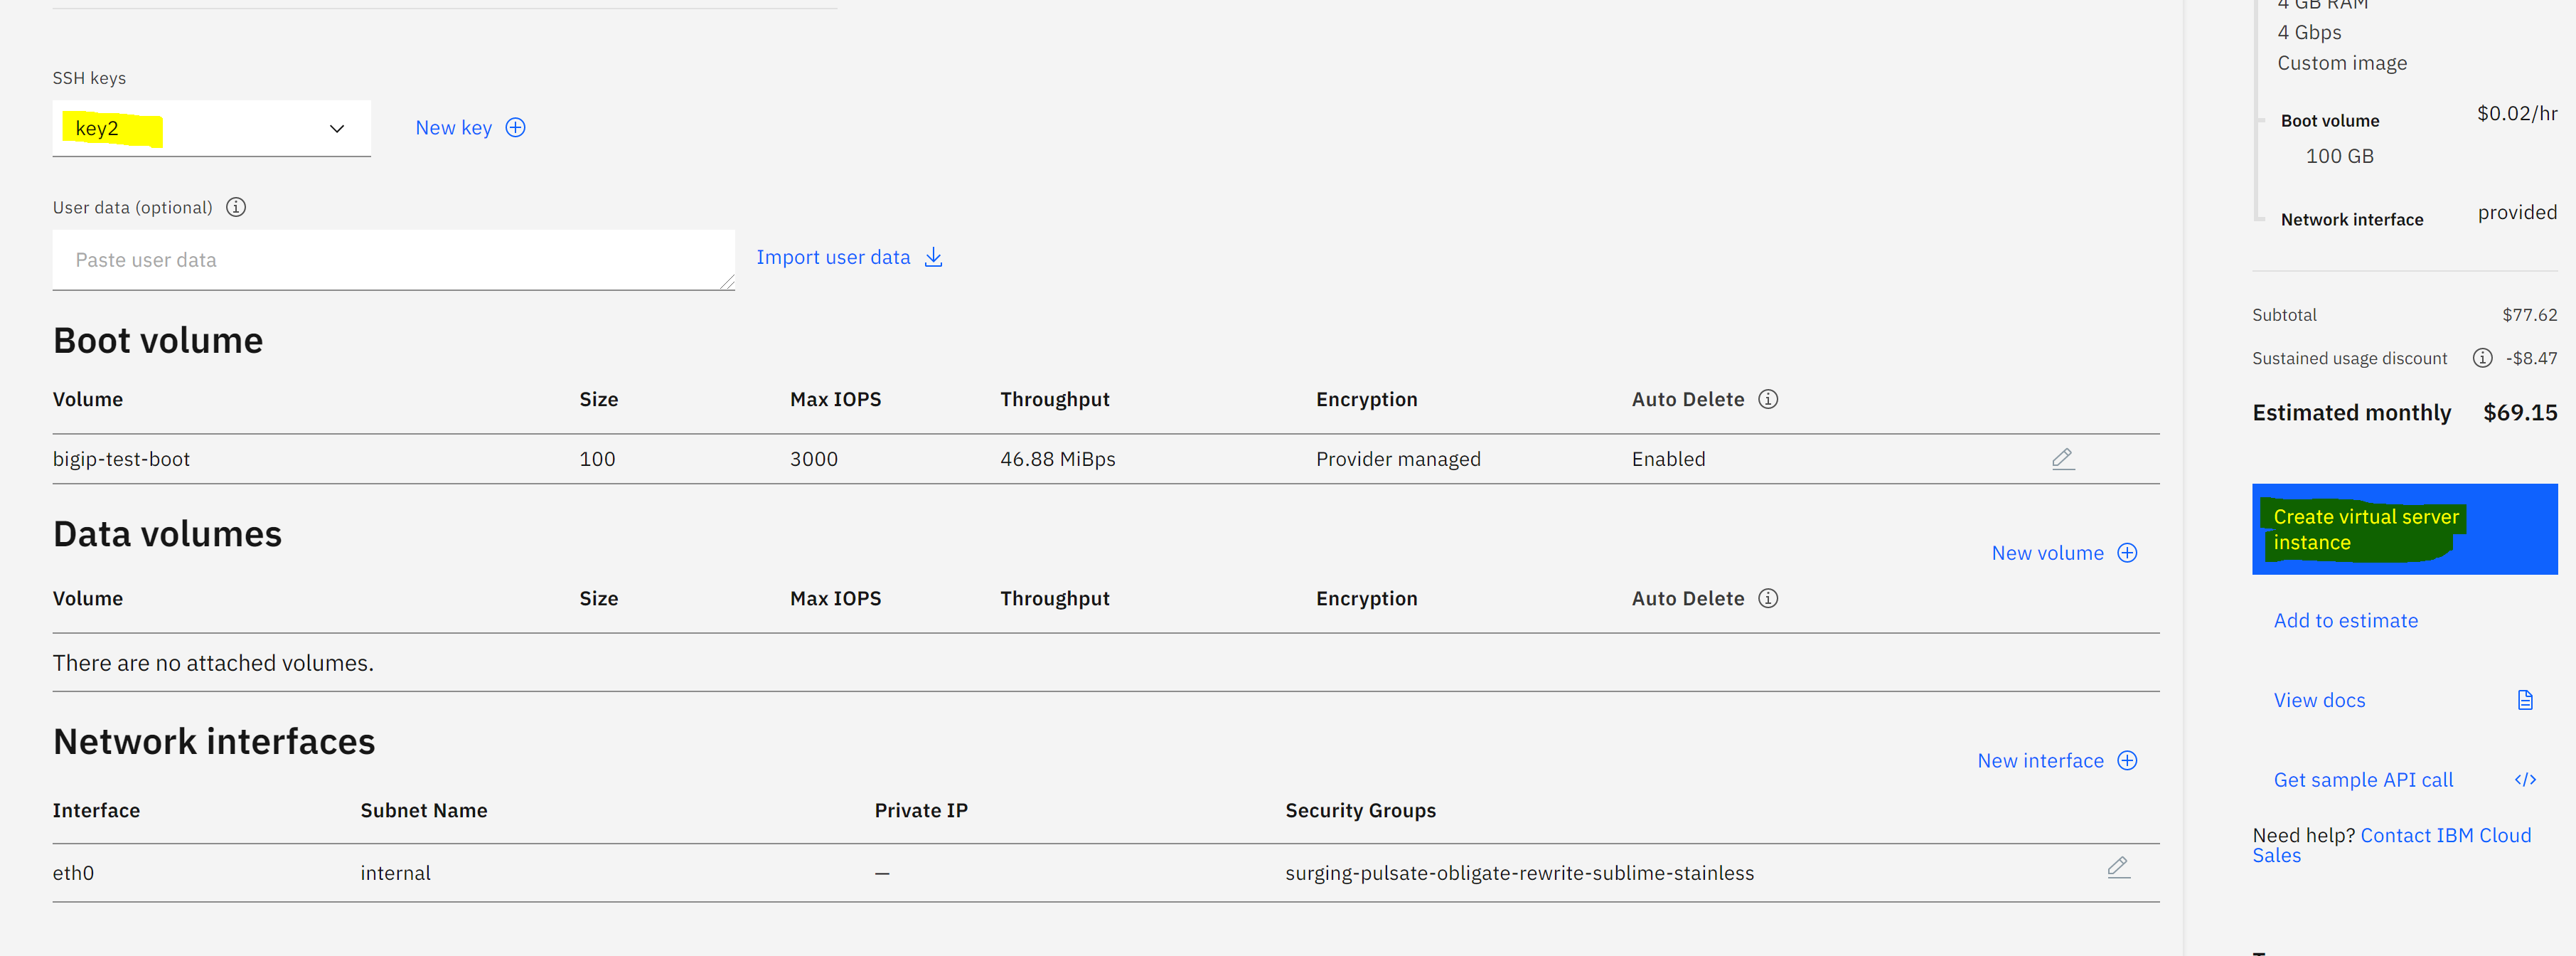 SSH keys
key2
New key
User data (optional)
Paste user data
Import user data
Boot volume
Volume Size Max IOPS Throughput Encryption Auto Delete
bigip-test-boot 100 3000 46.88 MiBps Provider managed Enabled
Data volumes
New volume
Volume Size Max IOPS Throughput Encryption Auto Delete
There are no attached volumes.
Network interfaces
New interface
Interface Subnet Name Private IP Security Groups
eth0 internal – surging-pulsate-obligate-rewrite-sublime-stainless
4 GB RAM
4 Gbps
Custom image
Boot volume $0.02/hr
100 GB
Network interface provided
Subtotal $77.62
Sustained usage discount -$8.47
Estimated monthly $69.15
Create virtual server
instance
Add to estimate
View docs
Get sample API call </>
Need help? Contact IBM Cloud
Sales